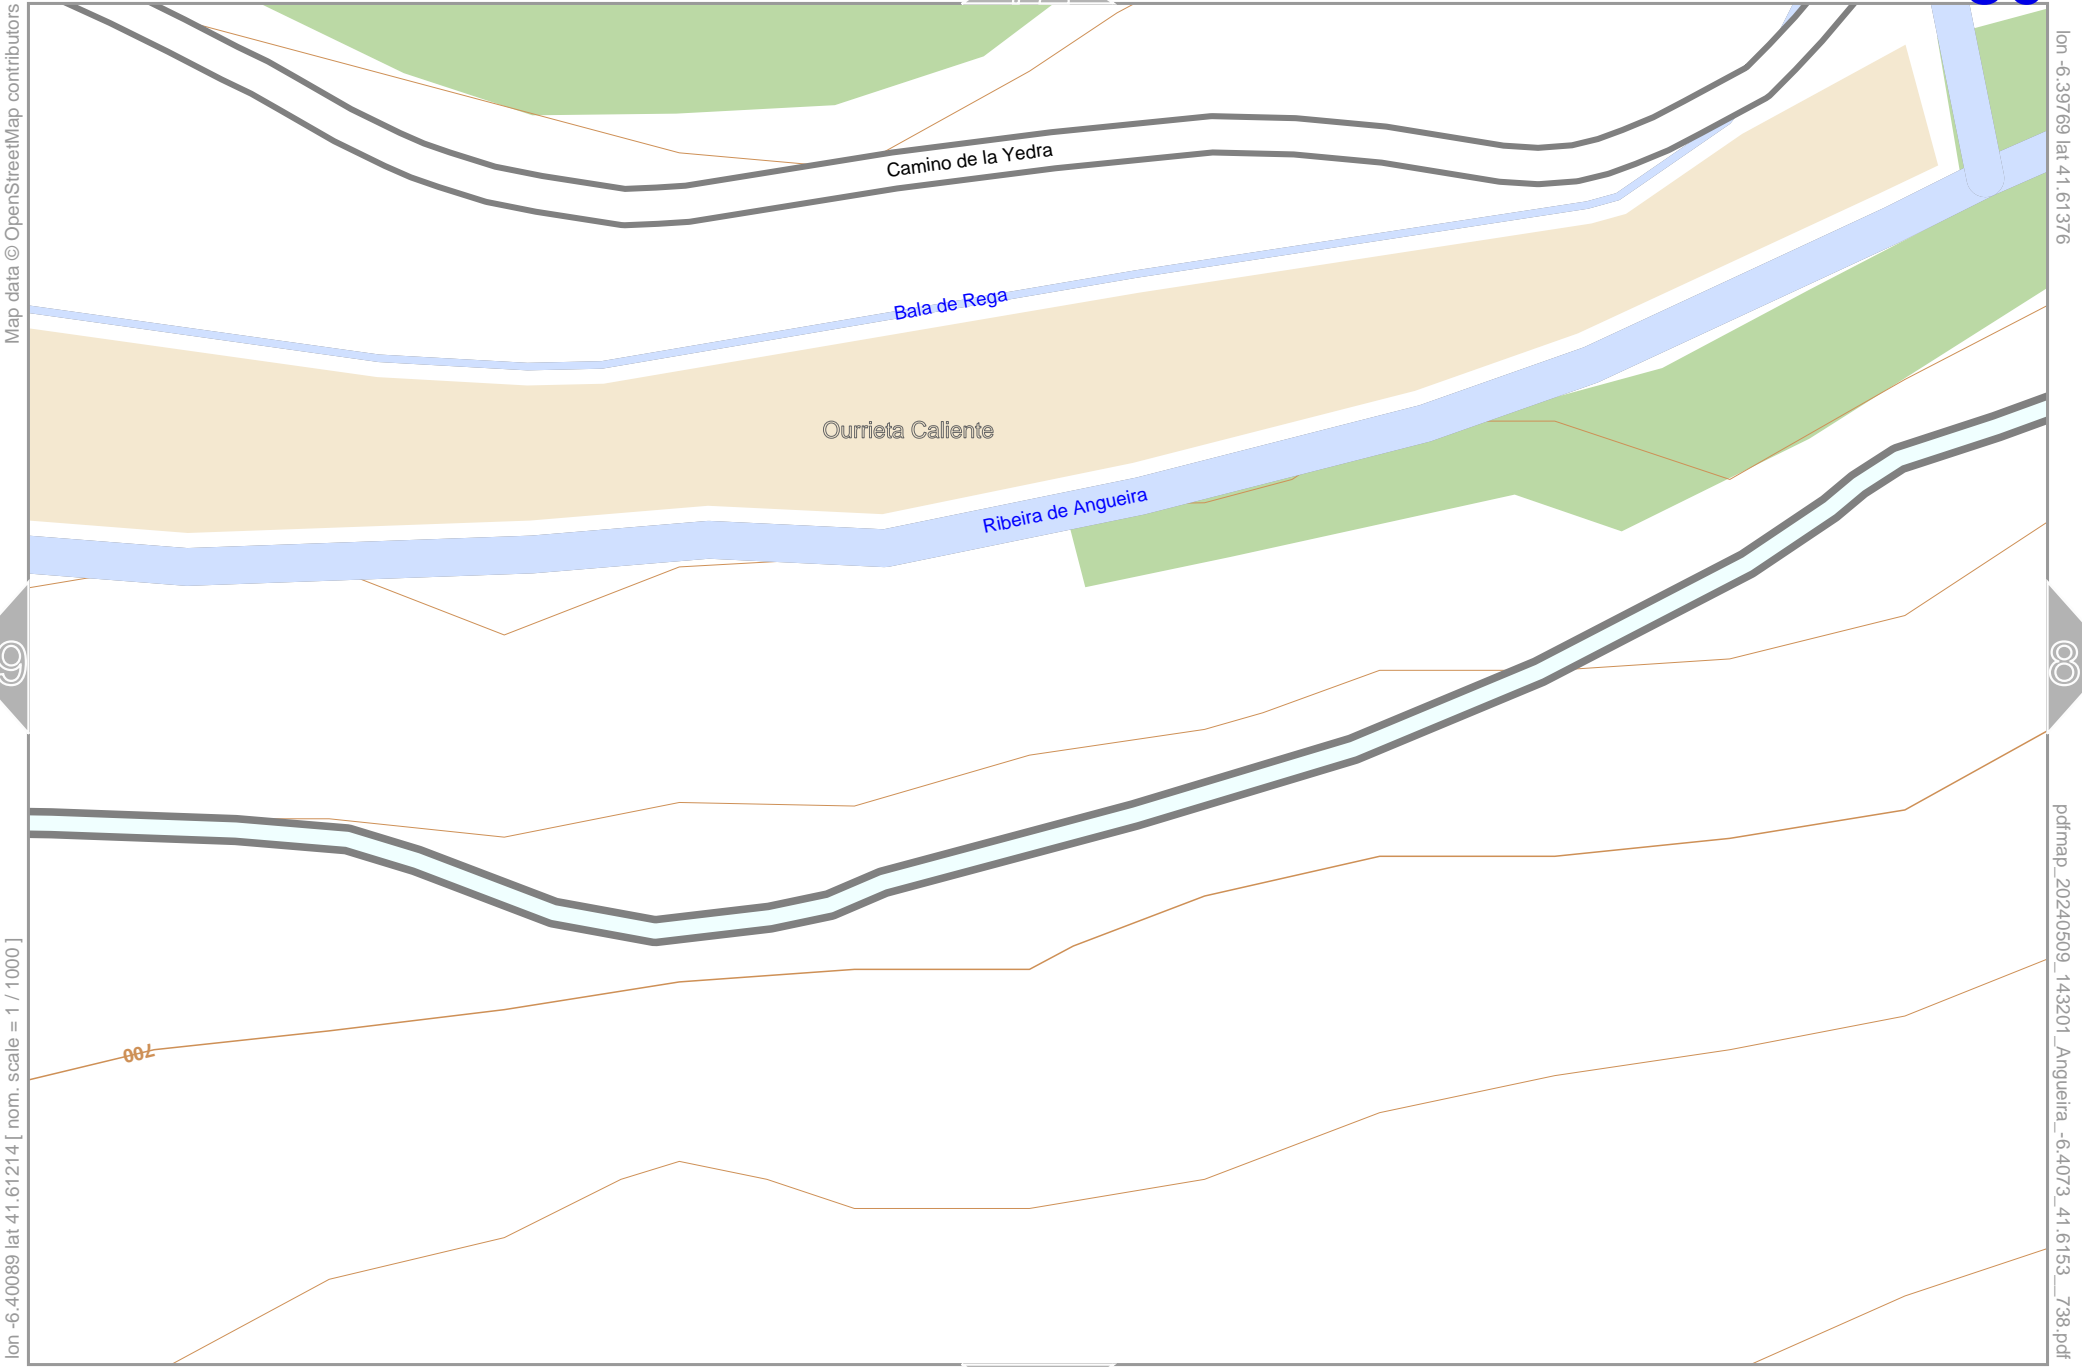 Map data © OpenStreetMap contributors
lon -6.39769 lat 41.61376
Camino de la Yedra
Bala de Rega
Ourrieta Caliente
Ribeira de Angueira
9
8
700
lon -6.40089 lat 41.61214 [ nom. scale = 1 / 1000 ]
pdfmap_20240509_143201_Angueira_-6.4073_41.6153__738.pdf